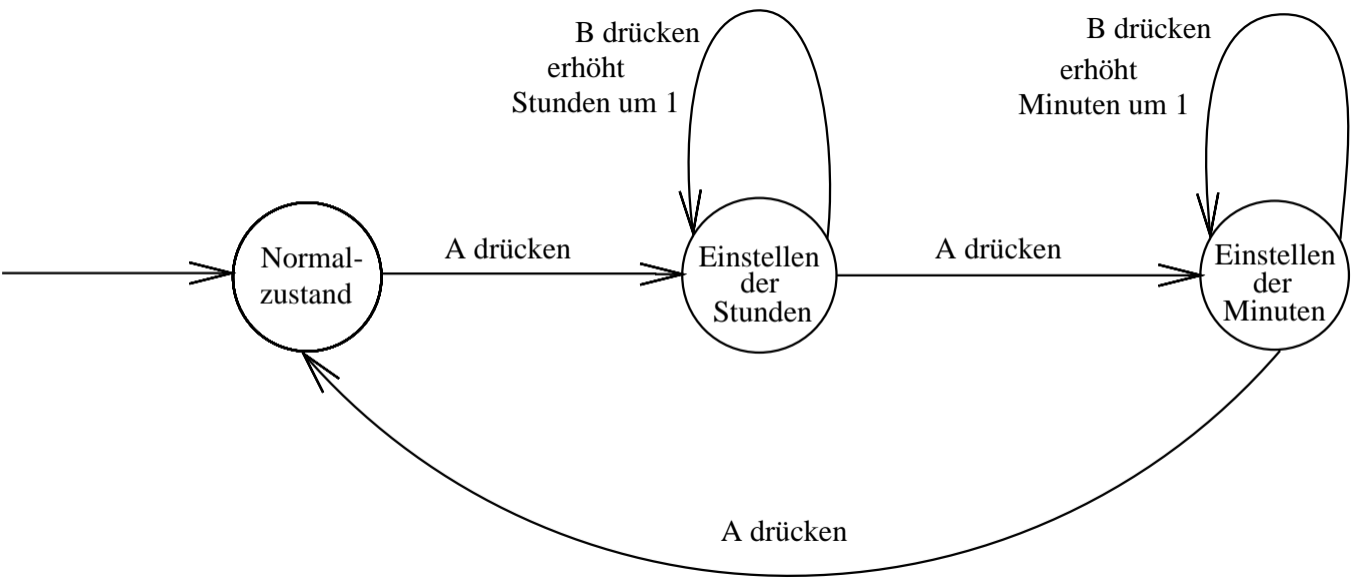 B drücken
erhöht
Stunden um 1
B drücken
erhöht
Minuten um 1
Normal-
zustand
A drücken
Einstellen
der
Stunden
A drücken
Einstellen
der
Minuten
A drücken